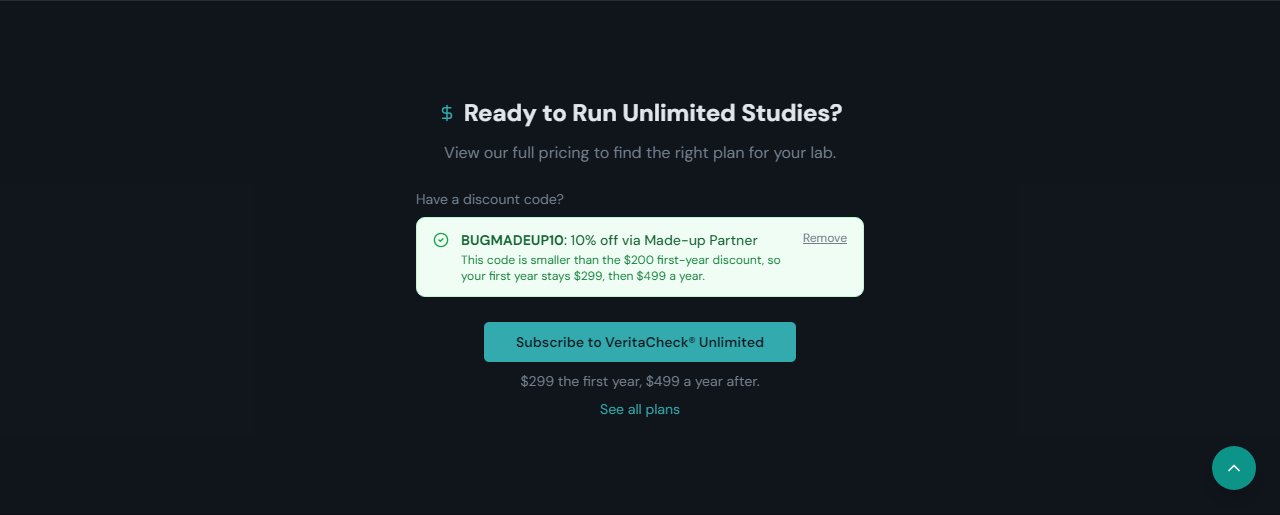 $ Ready to Run Unlimited Studies?
View our full pricing to find the right plan for your lab.
Have a discount code?
BUGMADEUP10: 10% off via Made-up Partner
Remove
This code is smaller than the $200 first-year discount, so
your first year stays $299, then $499 a year.
Subscribe to VeritaCheck® Unlimited
$299 the first year, $499 a year after.
See all plans